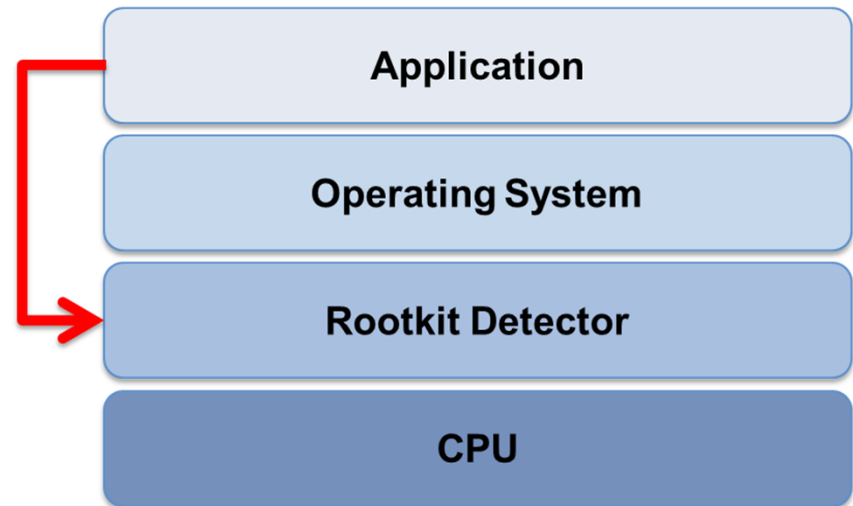 Application
Operating System
Rootkit Detector
CPU